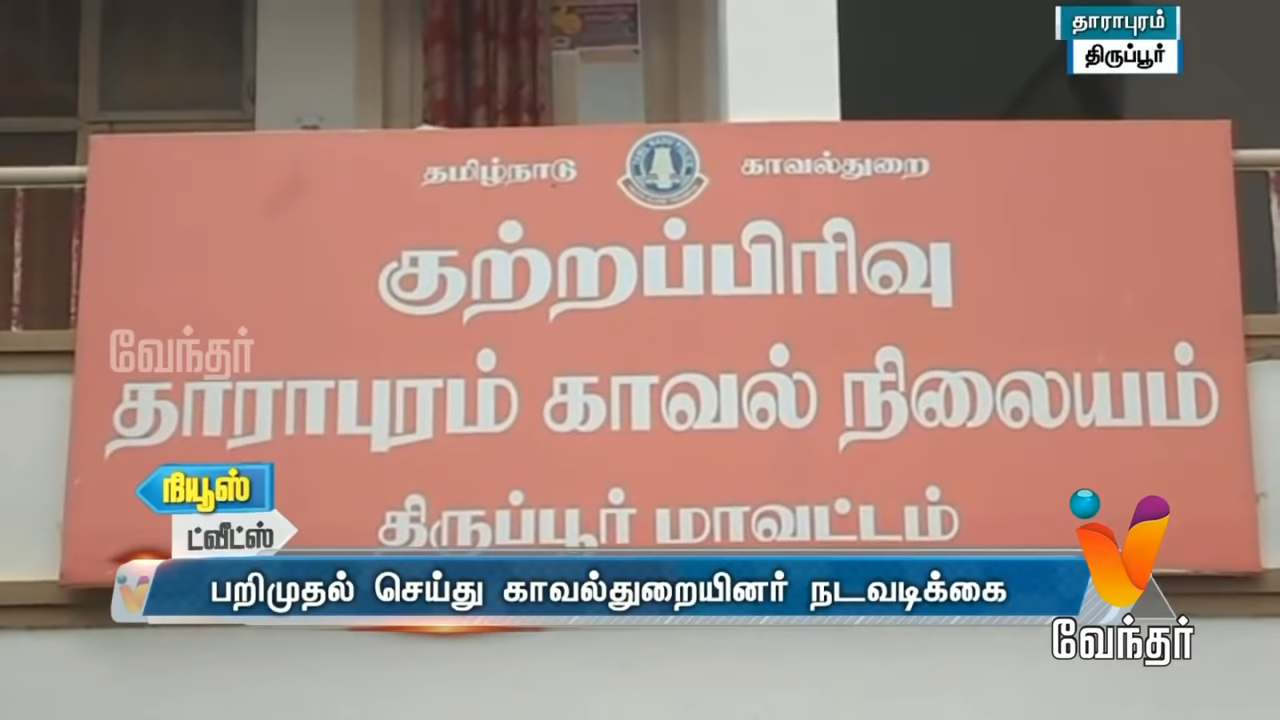 தாராபுரம்
திருப்பூர்
தமிழ்நாடு காவல்துறை
குற்றப்பிரிவு
வேந்தர்
தாராபுரம் காவல் நிலையம்
நியூஸ்
ட்வீட்ஸ்
திருப்பூர் மாவட்டம்
பறிமுதல் செய்து காவல்துறையினர் நடவடிக்கை
வேந்தர்